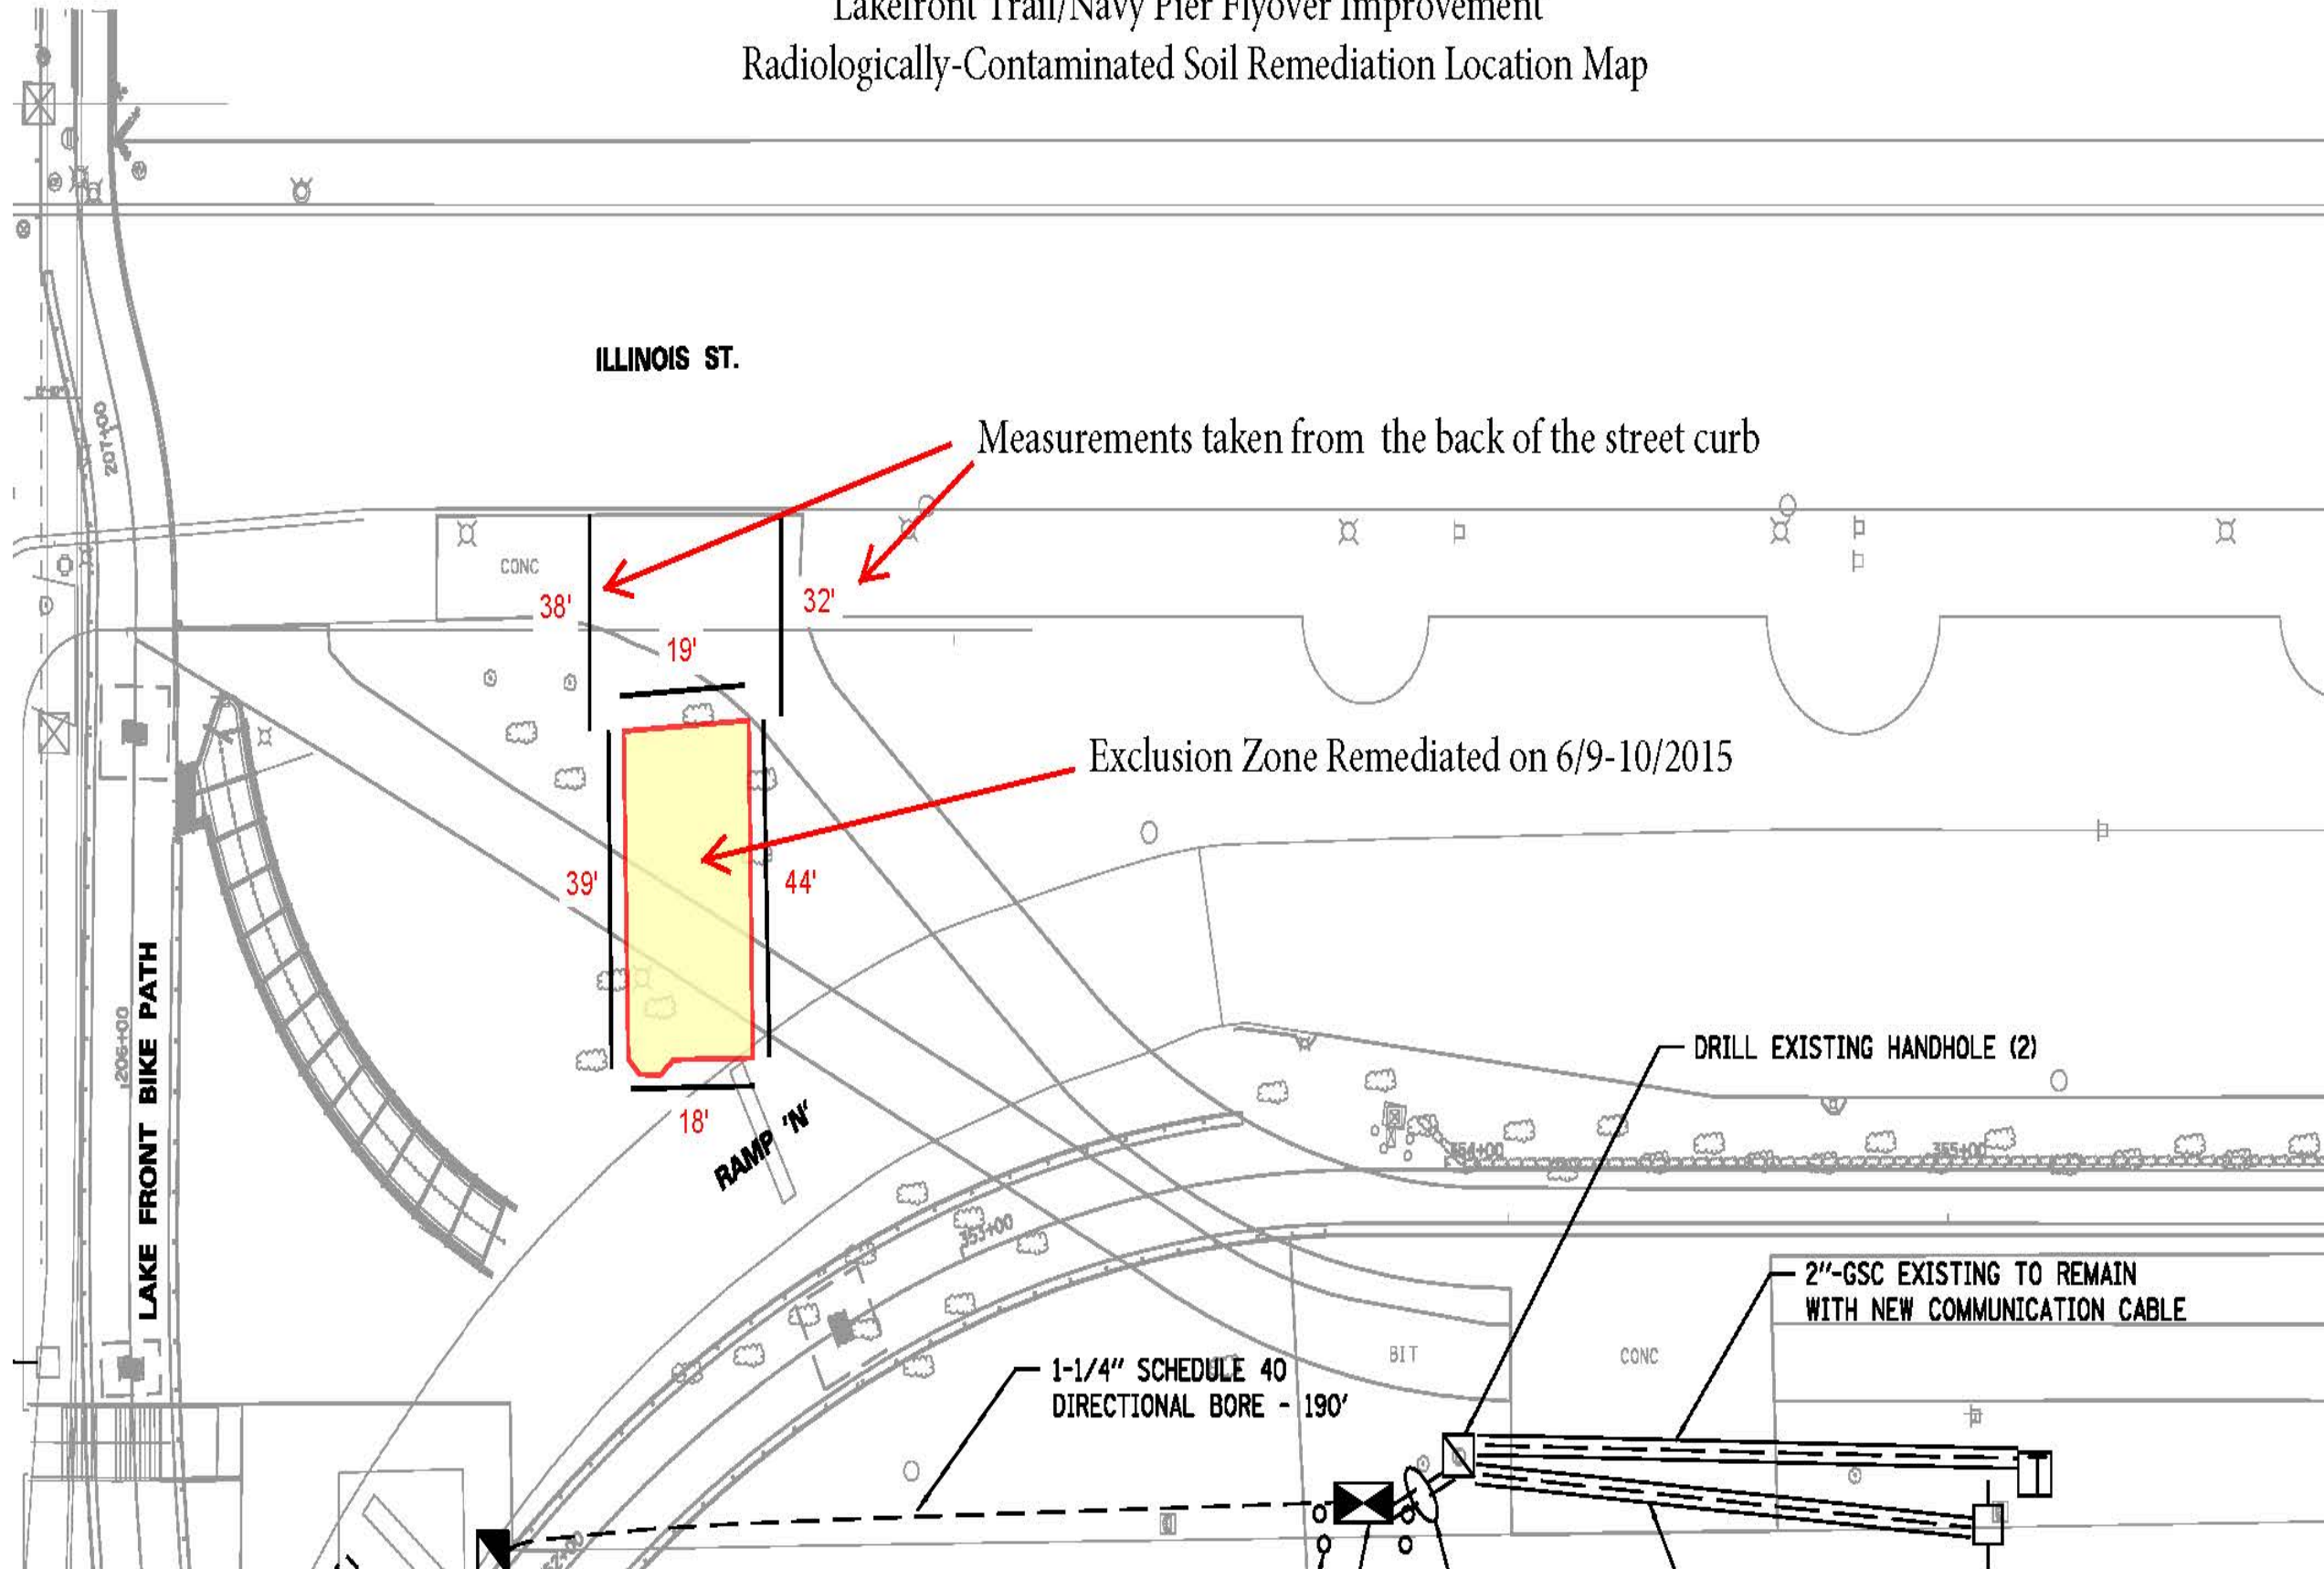 Lakefront Trail/Navy Pier Flyover Improvement
Radiologically-Contaminated Soil Remediation Location Map
ILLINOIS ST.
207+00
Measurements taken from the back of the street curb
CONC
38'
32'
19'
Exclusion Zone Remediated on 6/9-10/2015
39'
44'
LAKE FRONT BIKE PATH
206+00
18'
RAMP 'N'
DRILL EXISTING HANDHOLE (2)
354+00
355+00
353+00
2"-GSC EXISTING TO REMAIN
WITH NEW COMMUNICATION CABLE
1-1/4" SCHEDULE 40
DIRECTIONAL BORE - 190'
BIT
CONC